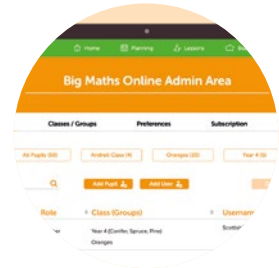 Home Planning Lessons
Big Maths Online Admin Area
Classes / Groups Preferences Subscription
All Pupils (50) Andrea's Class (4) Oranges (20) Year 4 (5)
Add Pupil Add User
Role Class (Groups) Usernam
Year 4 (Conifer, Spruce, Pine)
Oranges